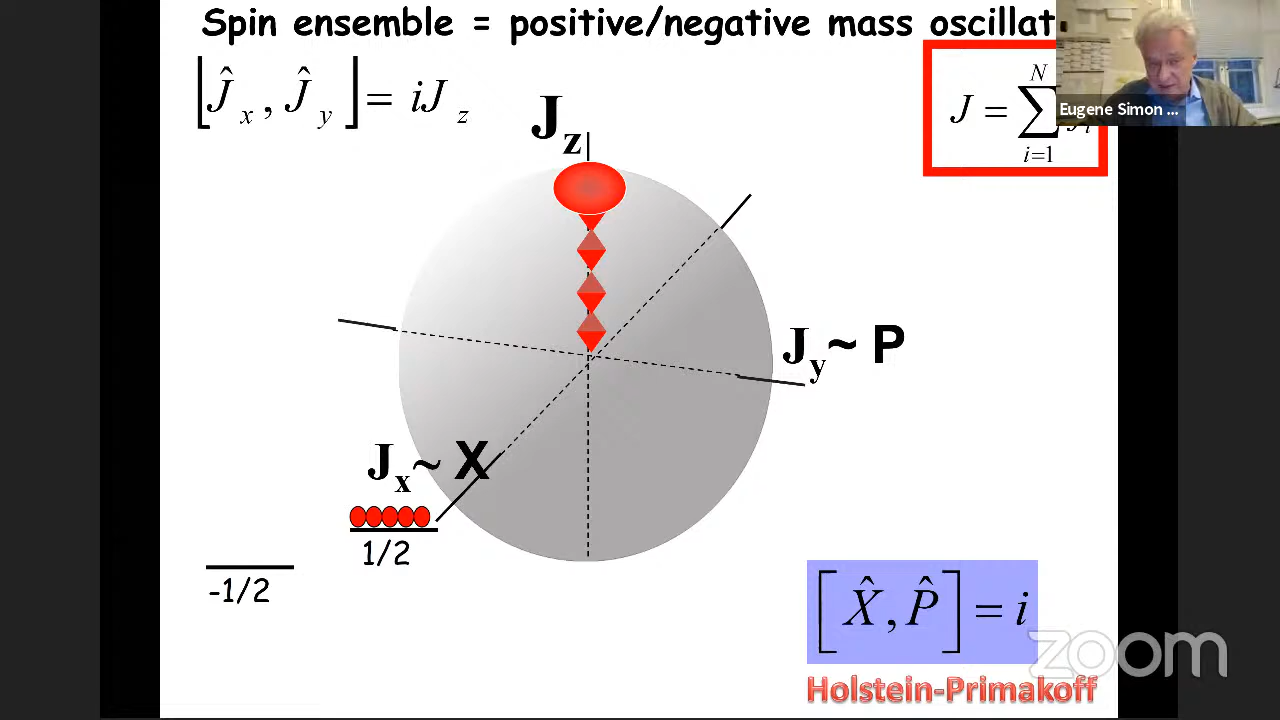 Spin ensemble = positive/negative mass oscillat
[Ĵx, Ĵy] = iJz
J = ∑ i=1 N
Eugene Simon ...
Jz
Jy ~ P
Jx ~ X
1/2
-1/2
[X̂, P̂] = i
zoom
Holstein-Primakoff